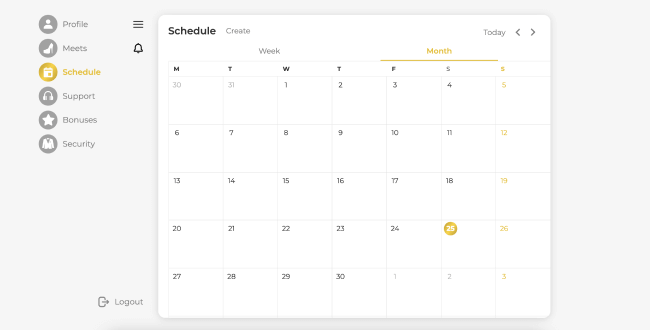 Profile
Meets
Schedule
Support
Bonuses
Security
Logout
Schedule Create Today
Week Month
M T W T F S S
30 31 1 2 3 4 5
6 7 8 9 10 11 12
13 14 15 16 17 18 19
20 21 22 23 24 25 26
27 28 29 30 1 2 3